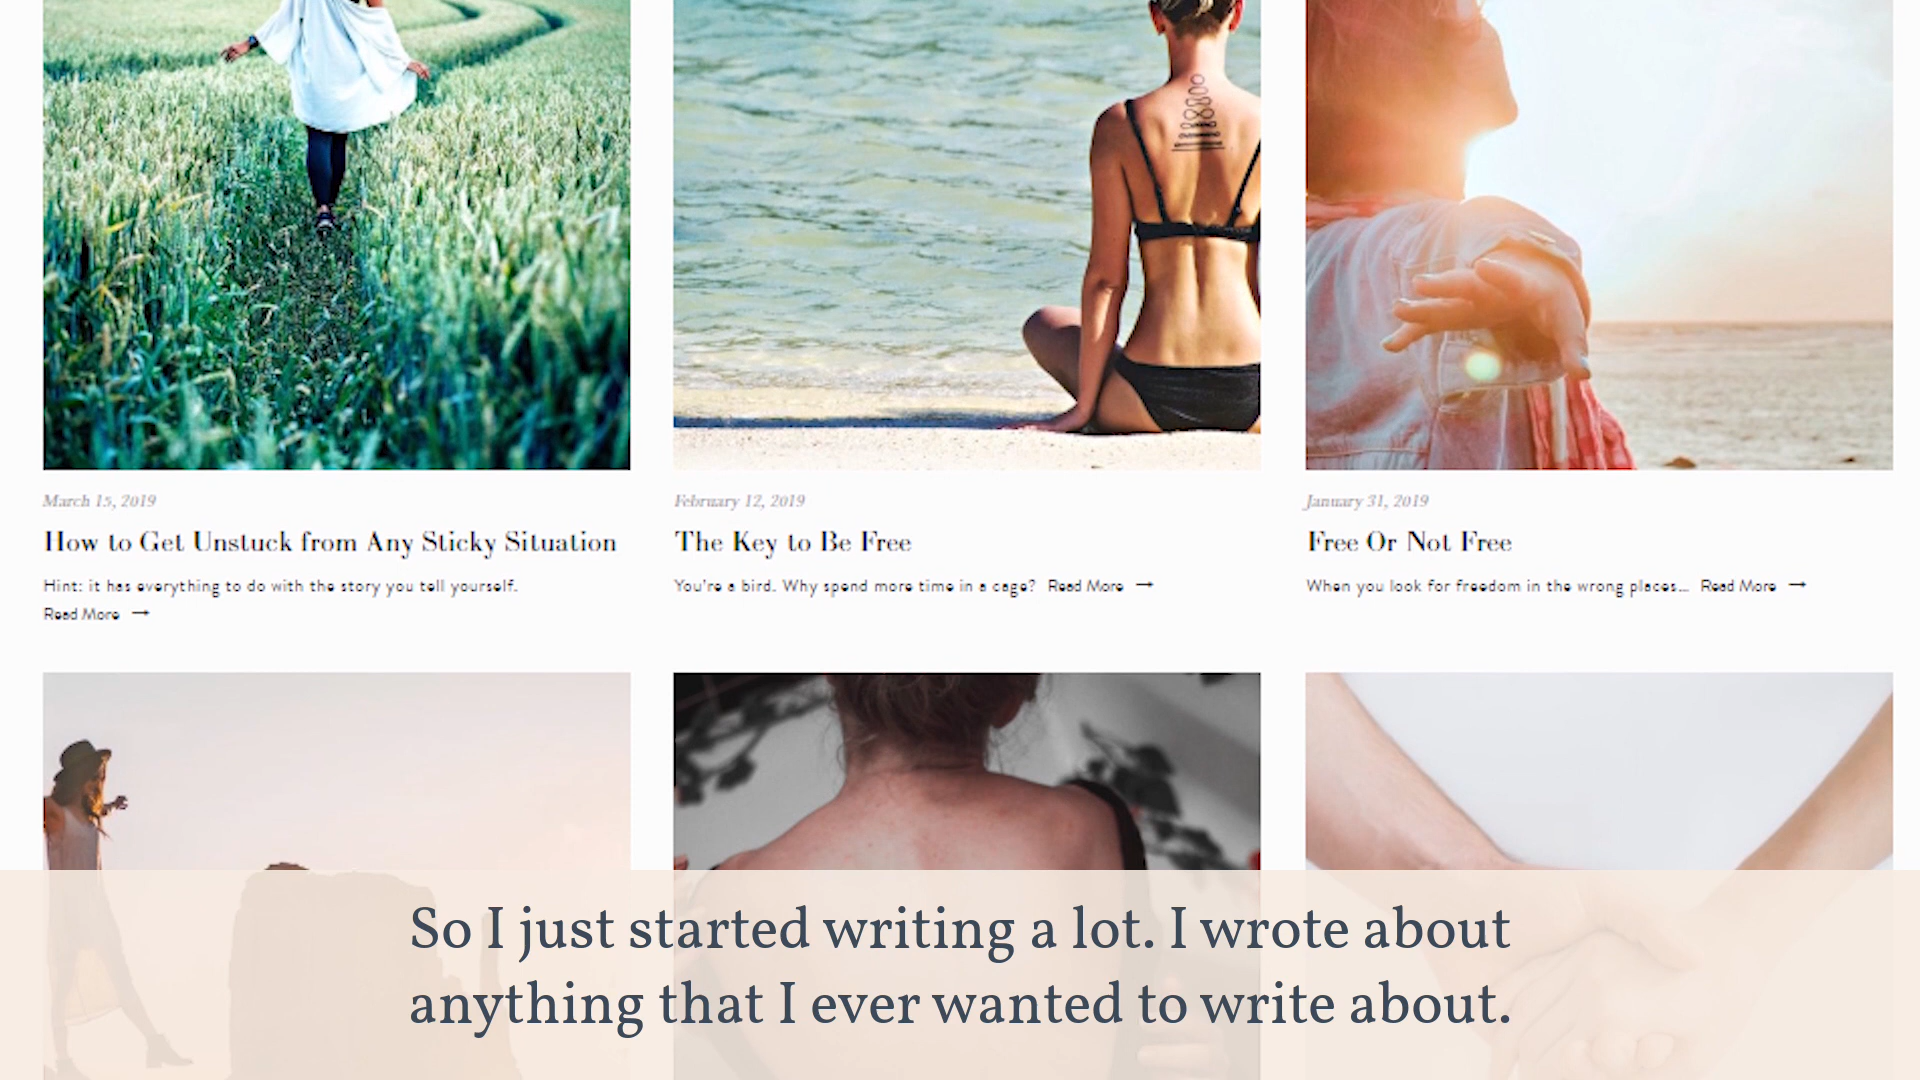 March 15, 2019
How to Get Unstuck from Any Sticky Situation
Hint: it has everything to do with the story you tell yourself.
Read More →
February 12, 2019
The Key to Be Free
You're a bird. Why spend more time in a cage? Read More →
January 31, 2019
Free Or Not Free
When you look for freedom in the wrong places... Read More →
So I just started writing a lot. I wrote about
anything that I ever wanted to write about.